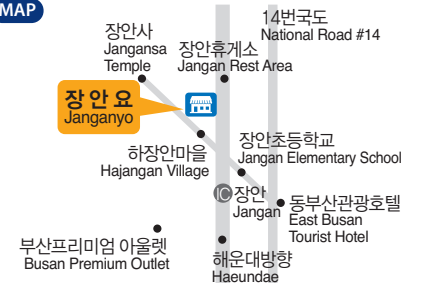 MAP
14번국도
National Road #14
장안사
Jangansa
Temple
장안휴게소
Jangan Rest Area
장안요
Janganyo
하장안마을
Hajangan Village
장안초등학교
Jangan Elementary School
IC
장안
Jangan
동부산관광호텔
East Busan
Tourist Hotel
부산프리미엄 아울렛
Busan Premium Outlet
해운대방향
Haeundae